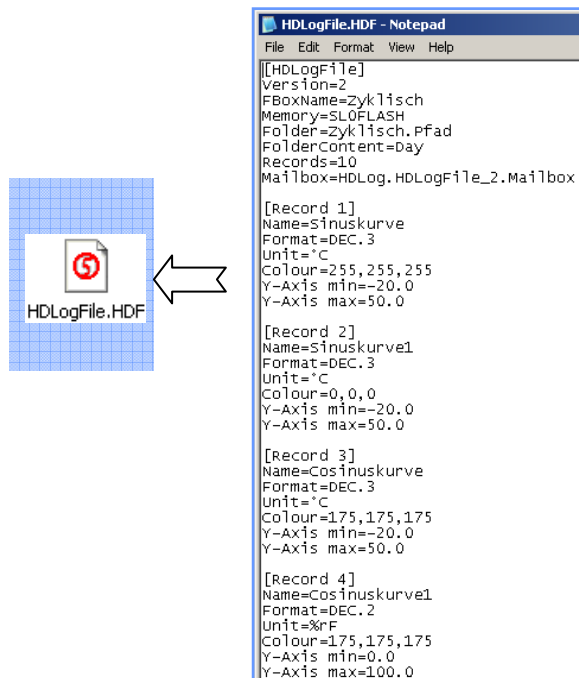 HDLogFile.HDF - Notepad
File Edit Format View Help
[HDLogFile]
Version=2
FBoxName=Zyklisch
Memory=SL0FLASH
Folder=Zyklisch.Pfad
FolderContent=Day
Records=10
Mailbox=HDLog.HDLogFile_2.Mailbox
[Record 1]
Name=Sinuskurve
Format=DEC.3
Unit=°C
Colour=255,255,255
Y-Axis min=-20.0
Y-Axis max=50.0
[Record 2]
Name=Sinuskurve1
Format=DEC.3
Unit=°C
Colour=0,0,0
Y-Axis min=-20.0
Y-Axis max=50.0
[Record 3]
Name=Cosinuskurve
Format=DEC.3
Unit=°C
Colour=175,175,175
Y-Axis min=-20.0
Y-Axis max=50.0
[Record 4]
Name=Cosinuskurve1
Format=DEC.2
Unit=%rF
Colour=175,175,175
Y-Axis min=0.0
Y-Axis max=100.0
HDLogFile.HDF